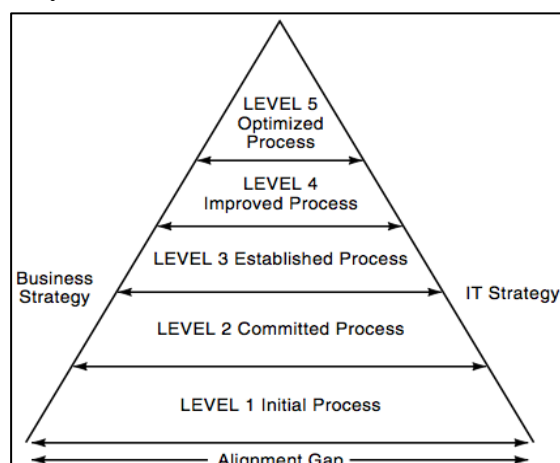 LEVEL 5
Optimized
Process
LEVEL 4
Improved Process
LEVEL 3 Established Process
Business
Strategy
IT Strategy
LEVEL 2 Committed Process
LEVEL 1 Initial Process
Alignment Gap